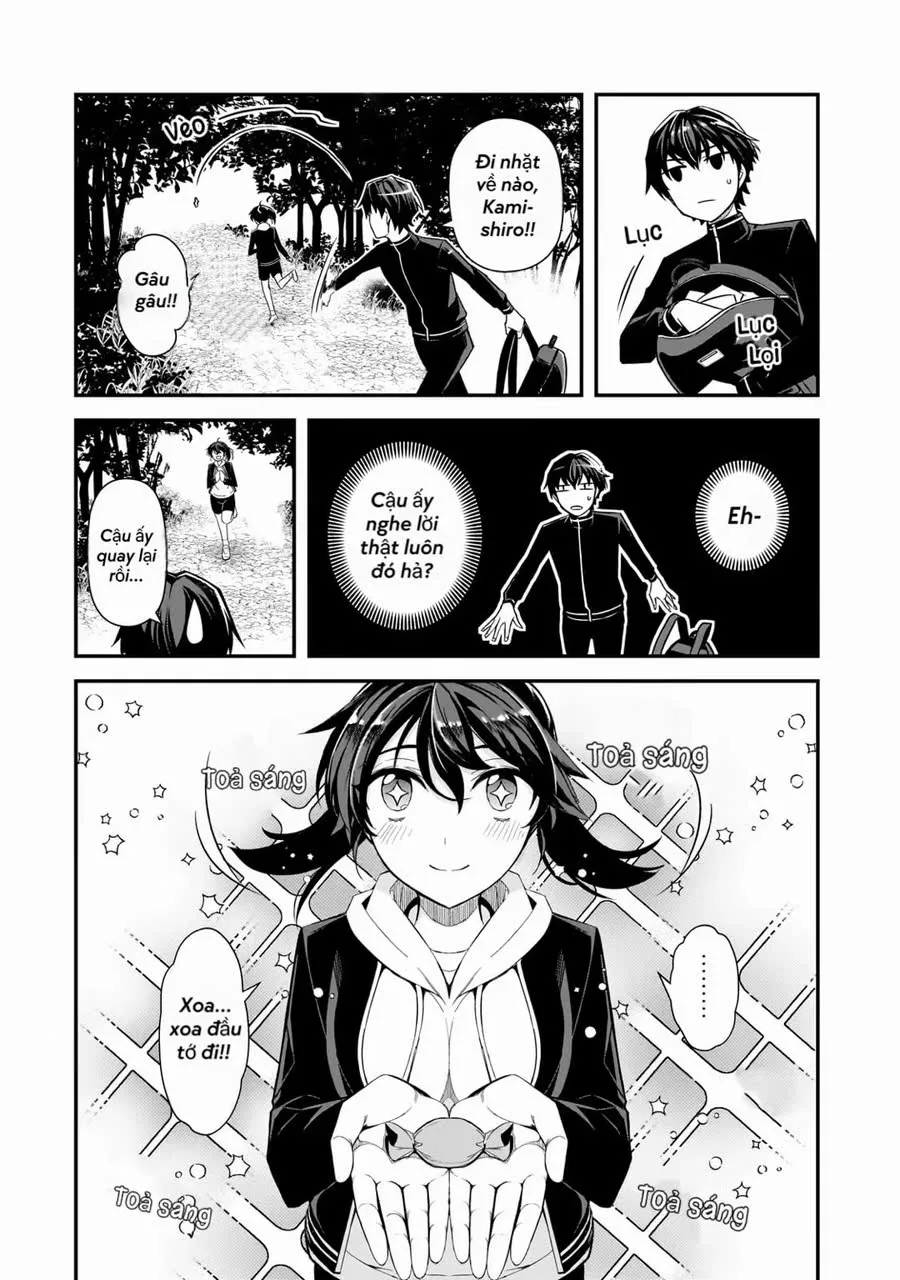 Lục
Lục
Lọi
Đi nhặt
về nào,
Kami-
shiro!!
Vèo
Gâu
gâu!!
Eh-
Cậu ấy
nghe lời
thật luôn
đó hà?
Cậu ấy
quay lại
rồi...
Toả sáng
Toả sáng
........
Xoa...
xoa đầu
tớ đi!!
Toả sáng
Toả sáng